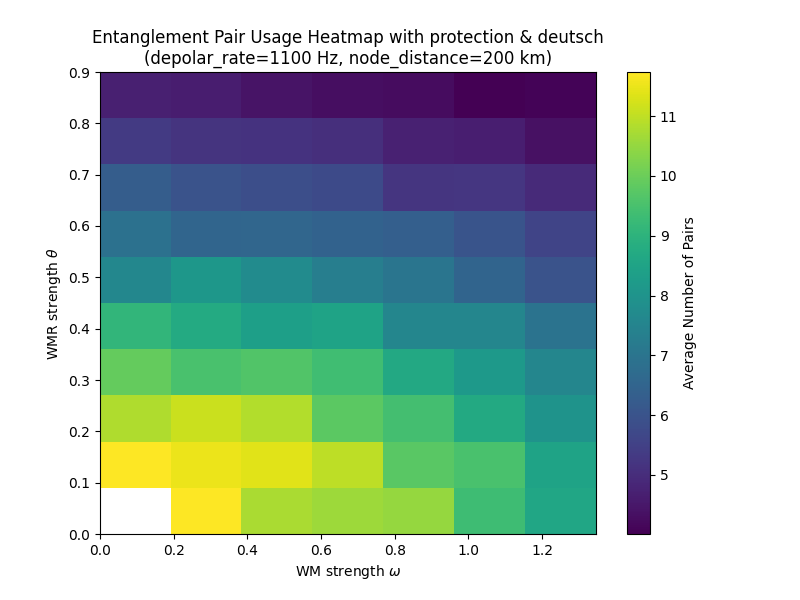 Entanglement Pair Usage Heatmap with protection & deutsch
(depolar_rate=1100 Hz, node_distance=200 km)
0.9
0.8
0.7
0.6
0.5
0.4
0.3
0.2
0.1
0.0
WMR strength θ
0.0 0.2 0.4 0.6 0.8 1.0 1.2
WM strength ω
11
10
9
8
7
6
5
Average Number of Pairs